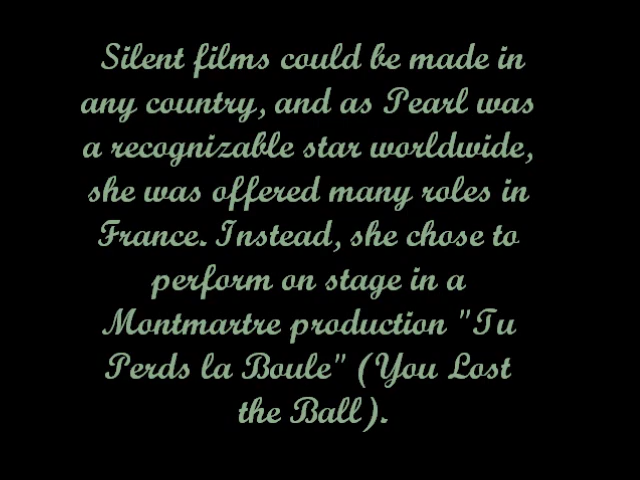 Silent films could be made in
any country, and as Pearl was
a recognizable star worldwide,
she was offered many roles in
France. Instead, she chose to
perform on stage in a
Montmartre production "Tu
Perds la Boule" (You Lost
the Ball).